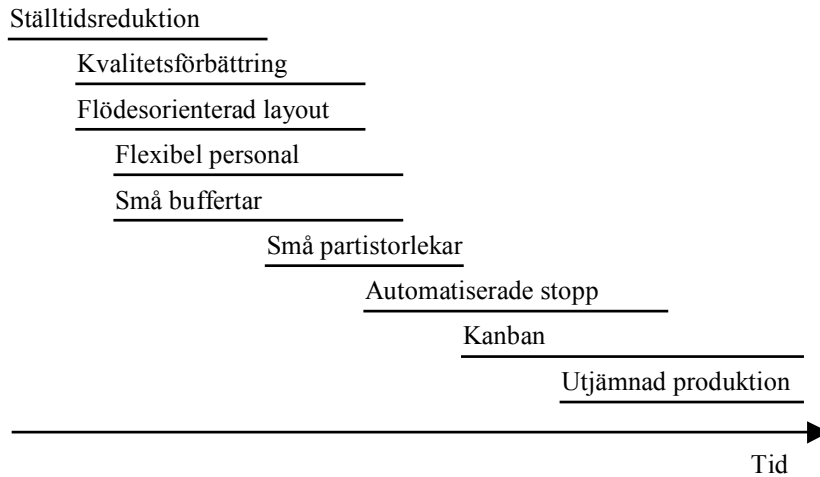 Ställtidsreduktion
Kvalitetsförbättring
Flödesorienterad layout
Flexibel personal
Små buffertar
Små partistorlekar
Automatiserade stopp
Kanban
Utjämnad produktion
Tid